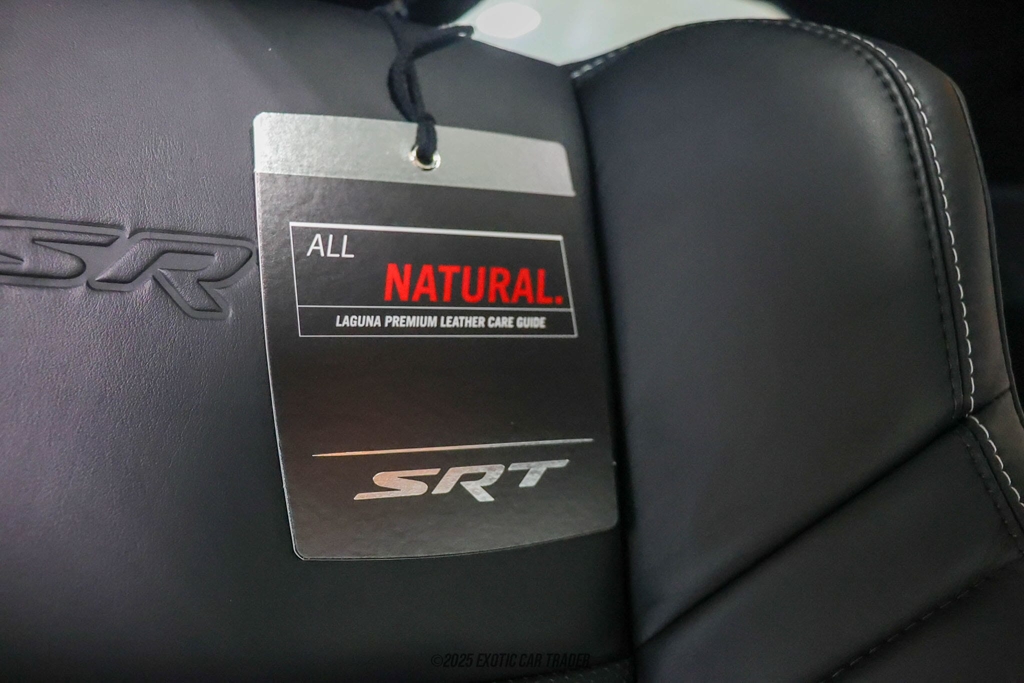 SR
ALL
NATURAL.
LAGUNA PREMIUM LEATHER CARE GUIDE
SRT
©2025 EXOTIC CAR TRADER